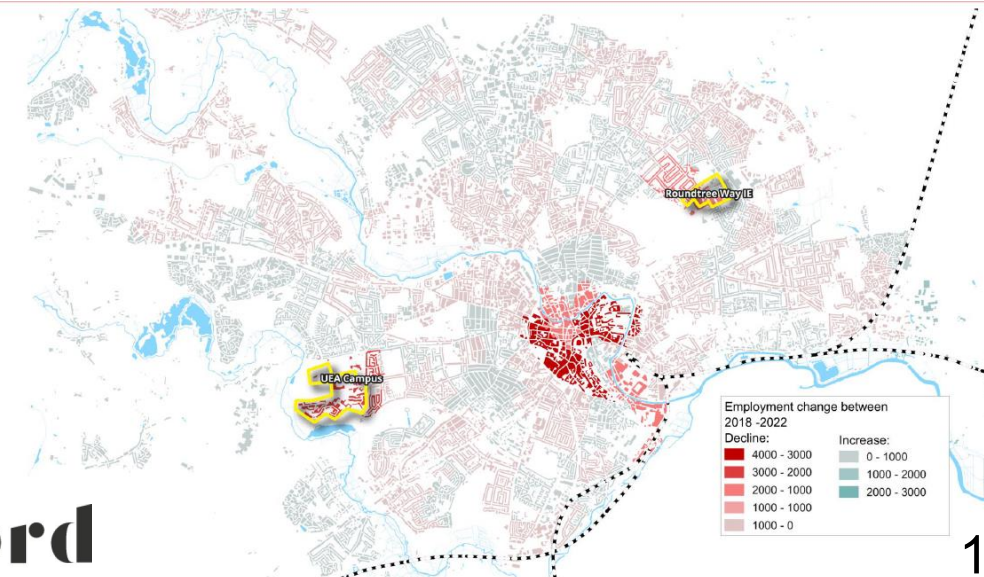 Roundtree Way IE
UEA Campus
Employment change between
2018 -2022
Decline:
4000 - 3000
3000 - 2000
2000 - 1000
1000 - 1000
1000 - 0
Increase:
0 - 1000
1000 - 2000
2000 - 3000
ord
1